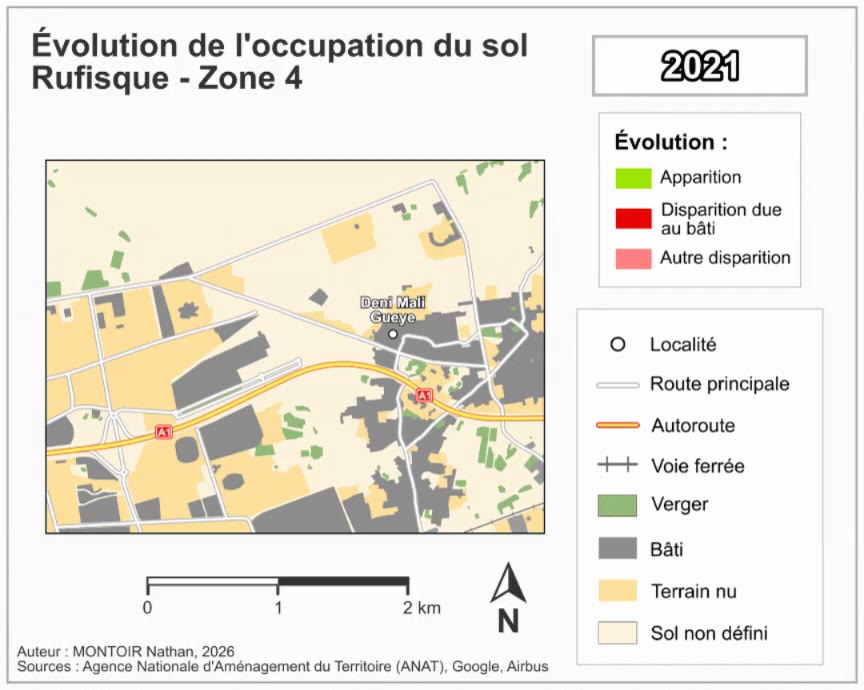 Évolution de l'occupation du sol
Rufisque - Zone 4
2021
Évolution :
Apparition
Disparition due
au bâti
Autre disparition
Deni Mali
Gueye
A1
A1
Localité
Route principale
Autoroute
Voie ferrée
Verger
Bâti
Terrain nu
Sol non défini
0 1 2 km
N
Auteur : MONTOIR Nathan, 2026
Sources : Agence Nationale d'Aménagement du Territoire (ANAT), Google, Airbus